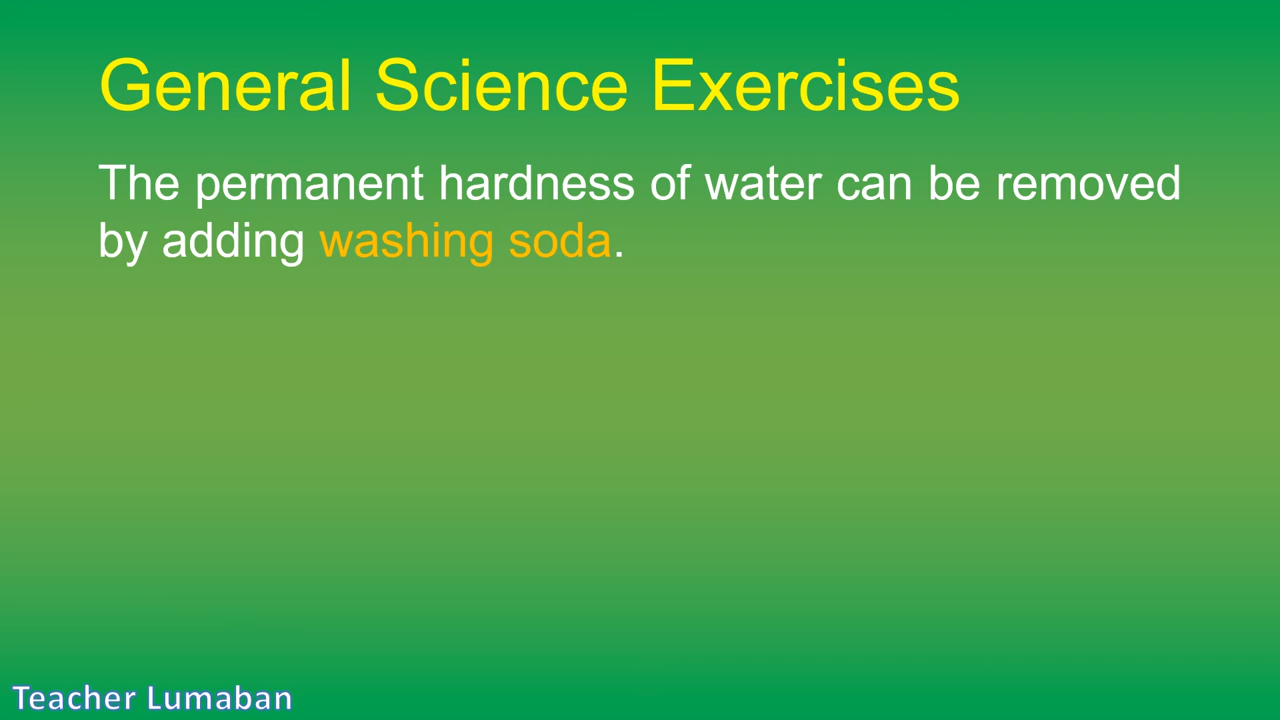 General Science Exercises
The permanent hardness of water can be removed
by adding washing soda.
Teacher Lumaban